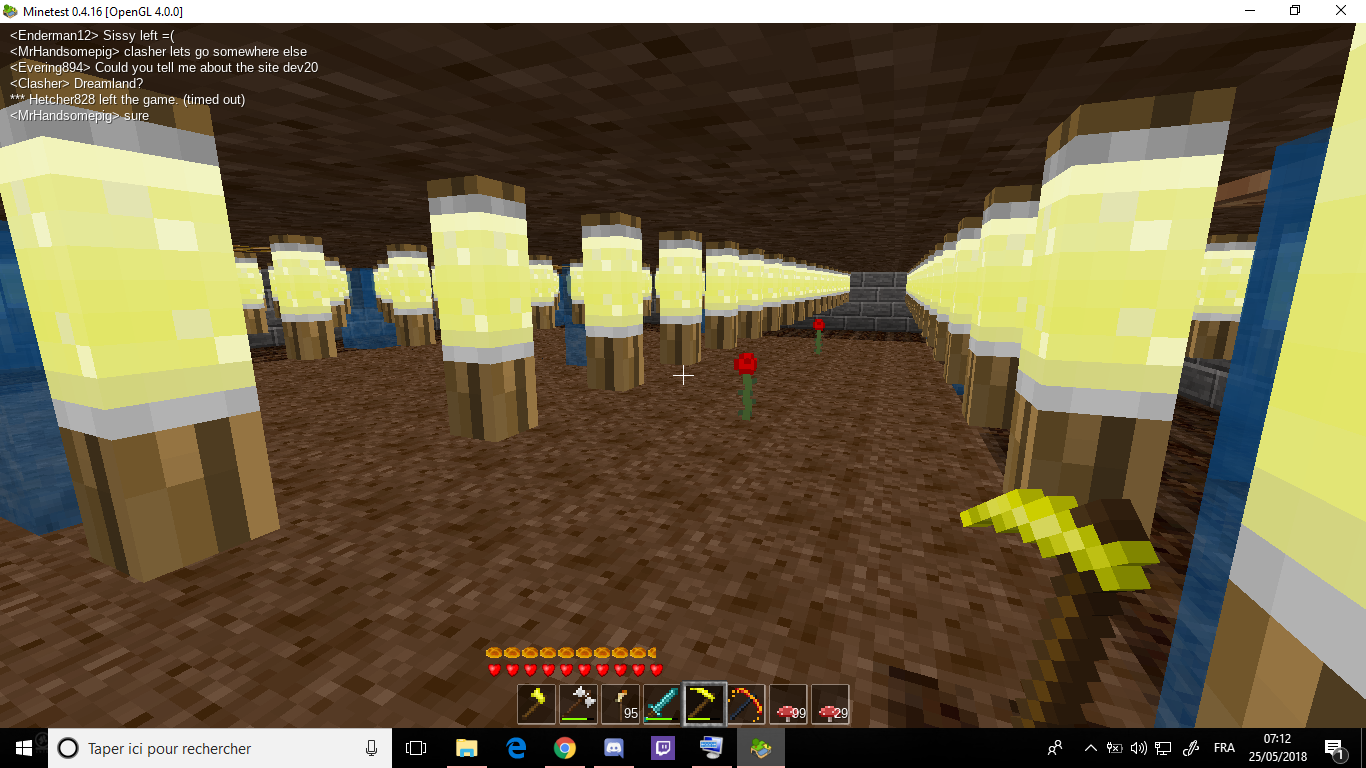 Minetest 0.4.16 [OpenGL 4.0.0]
<Enderman12> Sissy left =(
<MrHandsomepig> clasher lets go somewhere else
<Evering894> Could you tell me about the site dev20
<Clasher> Dreamland?
*** Hetcher828 left the game. (timed out)
<MrHandsomepig> sure
95
99
29
Taper ici pour rechercher
FRA
07:12
25/05/2018
1